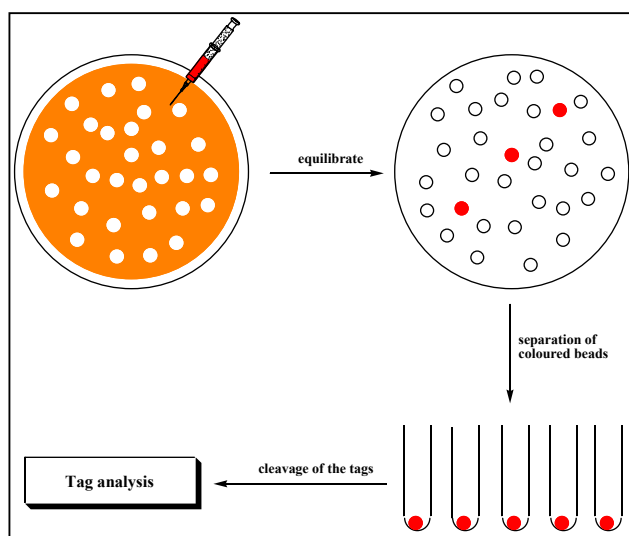 equilibrate
separation of
coloured beads
cleavage of the tags
Tag analysis